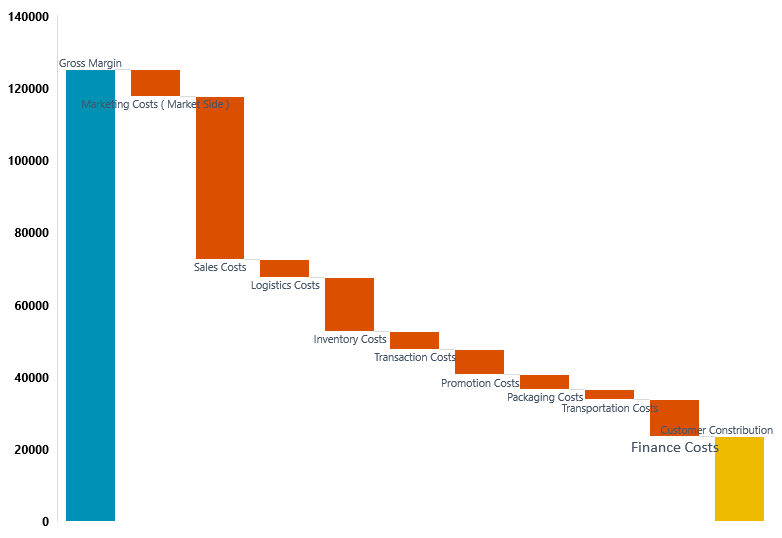 140000
120000
100000
80000
60000
40000
20000
0
Gross Margin
Marketing Costs ( Market Side )
Sales Costs
Logistics Costs
Inventory Costs
Transaction Costs
Promotion Costs
Packaging Costs
Transportation Costs
Customer Constribution
Finance Costs